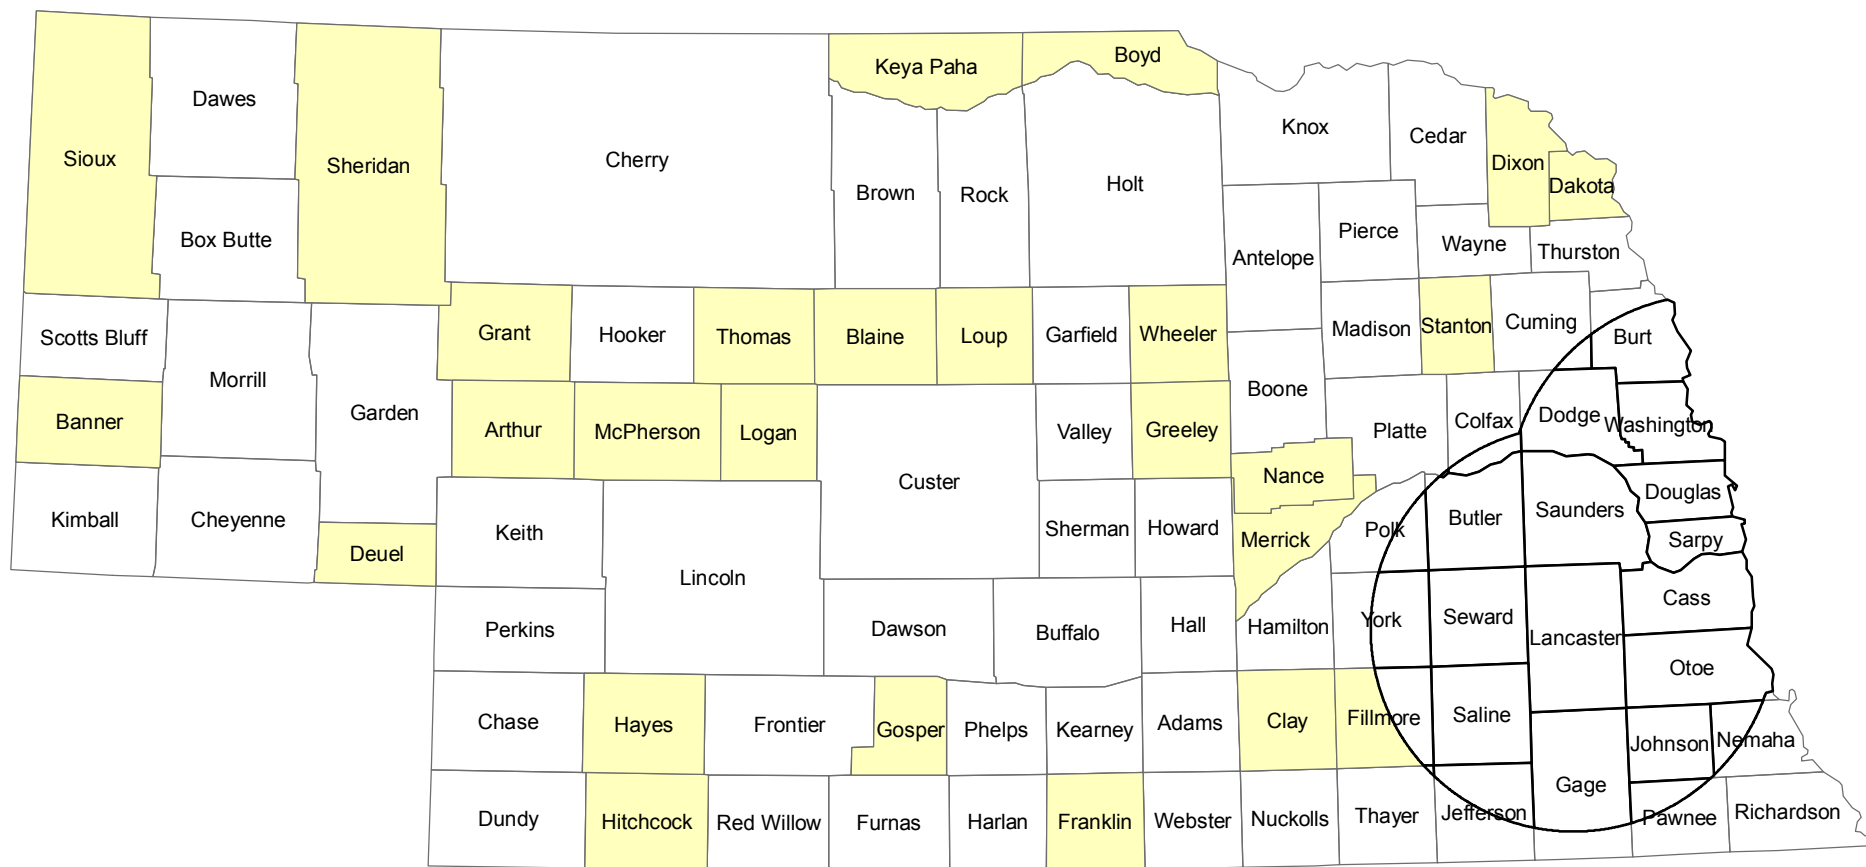 Keya Paha
Boyd
Dawes
Knox
Cedar
Sioux
Sheridan
Cherry
Dixon
Dakota
Brown
Rock
Holt
Box Butte
Pierce
Wayne
Thurston
Antelope
Scotts Bluff
Grant
Hooker
Thomas
Blaine
Loup
Garfield
Wheeler
Madison
Stanton
Cuming
Burt
Morrill
Garden
Boone
Banner
Arthur
McPherson
Logan
Valley
Greeley
Platte
Colfax
Dodge
Washington
Custer
Nance
Kimball
Cheyenne
Keith
Sherman
Howard
Merrick
Polk
Butler
Saunders
Douglas
Deuel
Sarpy
Lincoln
Perkins
Dawson
Buffalo
Hall
Hamilton
York
Seward
Lancaster
Cass
Otoe
Chase
Hayes
Frontier
Gosper
Phelps
Kearney
Adams
Clay
Fillmore
Saline
Johnson
Nemaha
Gage
Dundy
Hitchcock
Red Willow
Furnas
Harlan
Franklin
Webster
Nuckolls
Thayer
Jefferson
Pawnee
Richardson